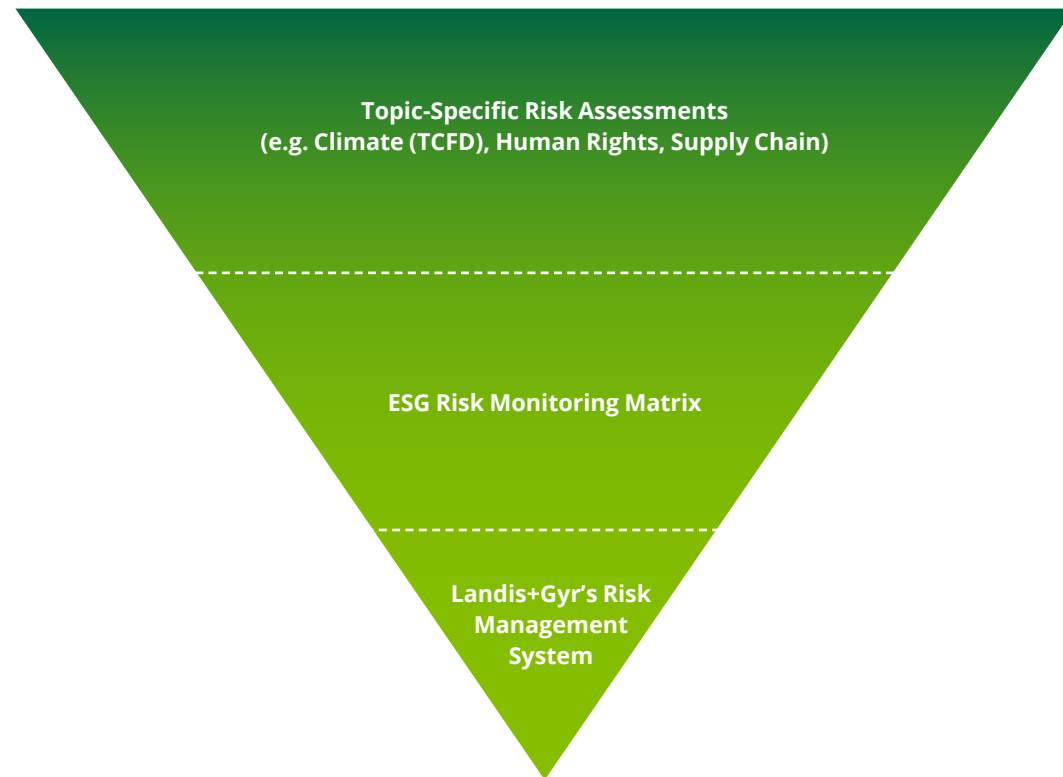 Topic-Specific Risk Assessments
(e.g. Climate (TCFD), Human Rights, Supply Chain)
ESG Risk Monitoring Matrix
Landis+Gyr’s Risk
Management
System